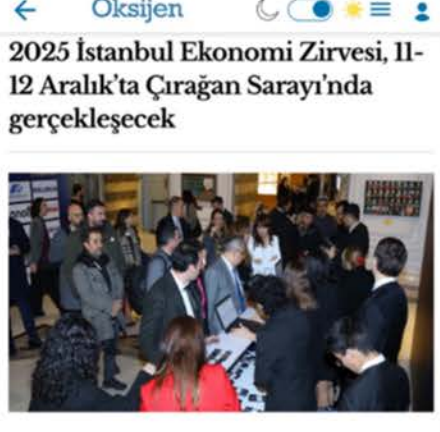 Oksijen
2025 İstanbul Ekonomi Zirvesi, 11-
12 Aralık’ta Çırağan Sarayı’nda
gerçekleşecek